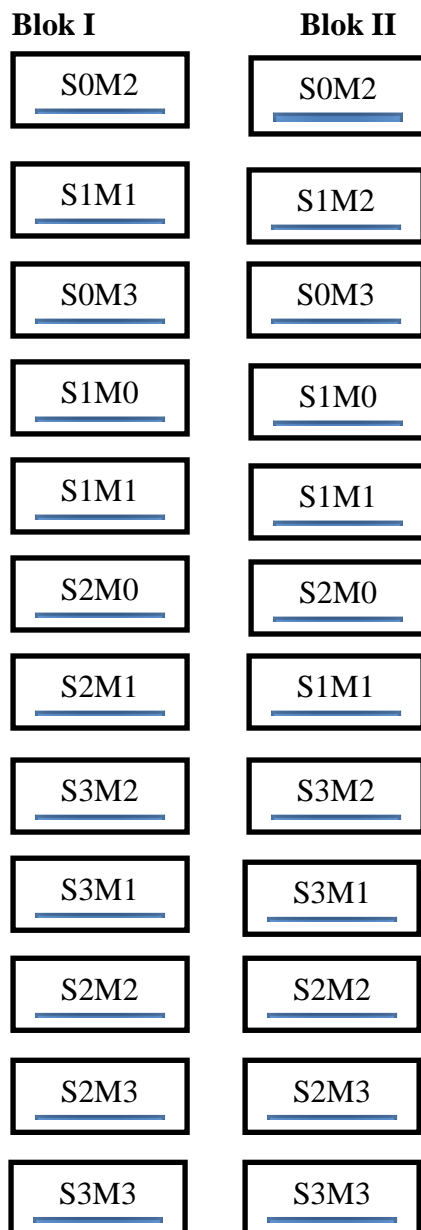 Blok I Blok II
S0M2 S0M2
S1M1 S1M2
S0M3 S0M3
S1M0 S1M0
S1M1 S1M1
S2M0 S2M0
S2M1 S1M1
S3M2 S3M2
S3M1 S3M1
S2M2 S2M2
S2M3 S2M3
S3M3 S3M3